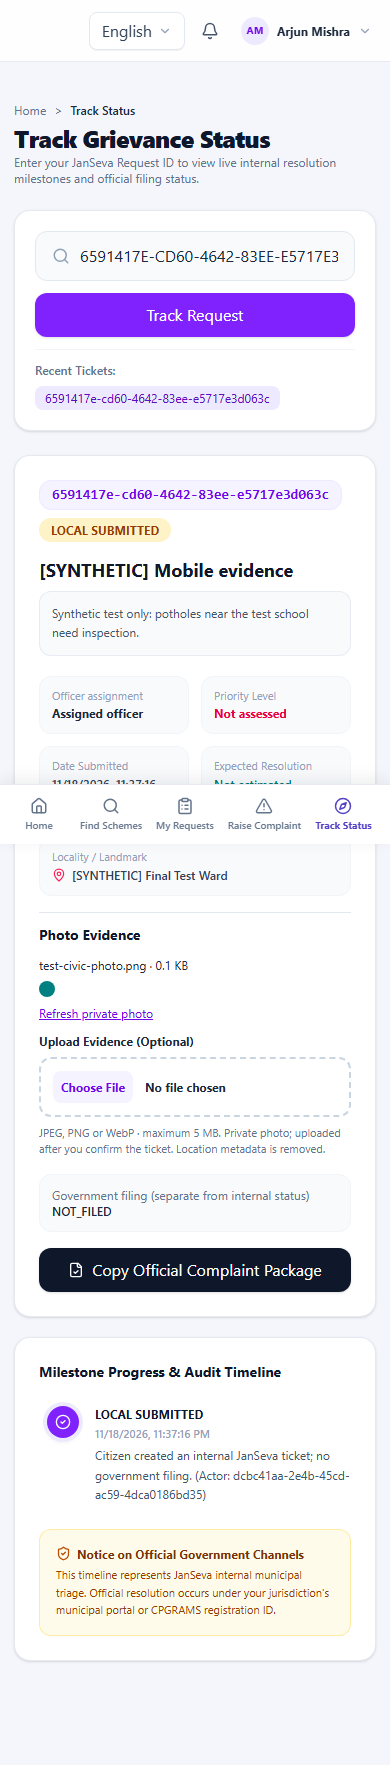 English
AM
Arjun Mishra
Home > Track Status
Track Grievance Status
Enter your JanSeva Request ID to view live internal resolution
milestones and official filing status.
6591417E-CD60-4642-83EE-E5717E3
Track Request
Recent Tickets:
6591417e-cd60-4642-83ee-e5717e3d063c
6591417e-cd60-4642-83ee-e5717e3d063c
LOCAL SUBMITTED
[SYNTHETIC] Mobile evidence
Synthetic test only: potholes near the test school
need inspection.
Officer assignment
Assigned officer
Priority Level
Not assessed
Date Submitted
11/18/2026, 11:37:16
Expected Resolution
Not estimated
Home
Find Schemes
My Requests
Raise Complaint
Track Status
Locality / Landmark
[SYNTHETIC] Final Test Ward
Photo Evidence
test-civic-photo.png · 0.1 KB
Refresh private photo
Upload Evidence (Optional)
Choose File No file chosen
JPEG, PNG or WebP · maximum 5 MB. Private photo; uploaded
after you confirm the ticket. Location metadata is removed.
Government filing (separate from internal status)
NOT_FILED
Copy Official Complaint Package
Milestone Progress & Audit Timeline
LOCAL SUBMITTED
11/18/2026, 11:37:16 PM
Citizen created an internal JanSeva ticket; no
government filing. (Actor: dcbc41aa-2e4b-45cd-
ac59-4dca0186bd35)
Notice on Official Government Channels
This timeline represents JanSeva internal municipal
triage. Official resolution occurs under your jurisdiction's
municipal portal or CPGRAMS registration ID.